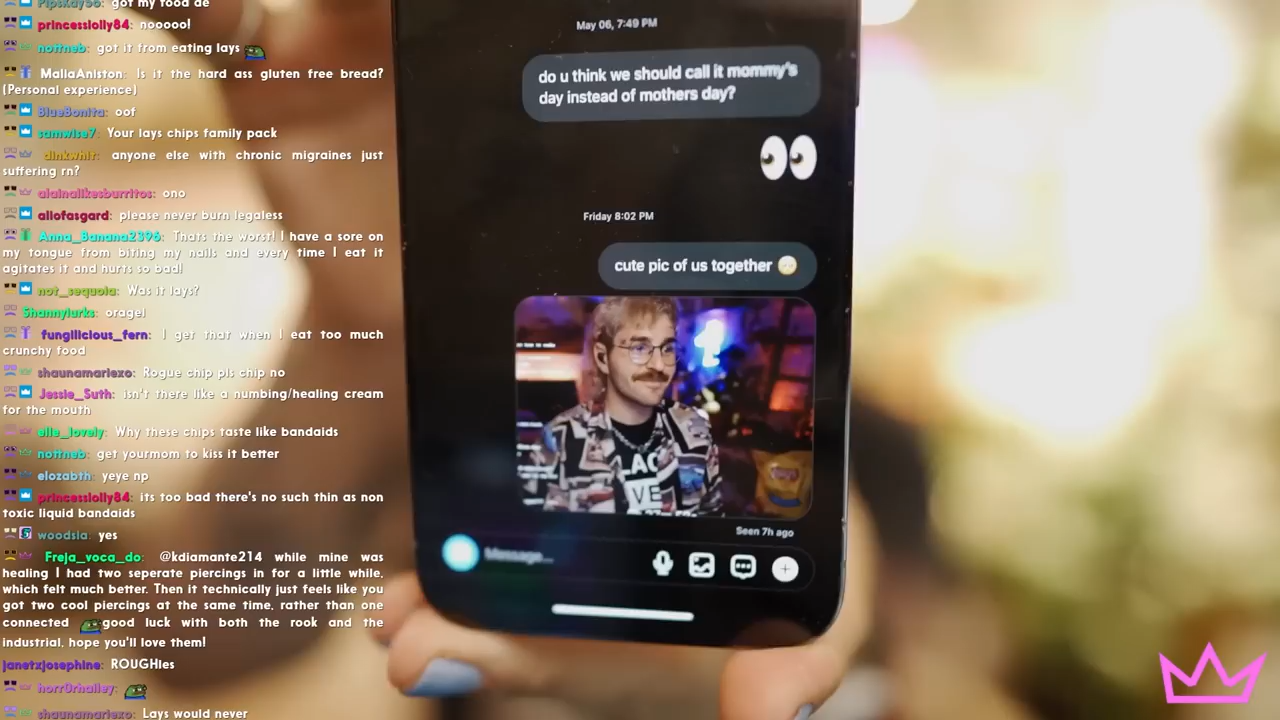 got my food de
princesslolly84: nooooo!
nottneb: got it from eating lays
MaliaAniston: Is it the hard ass gluten free bread?
(Personal experience)
BlueBonita: oof
samwise7: Your lays chips family pack
dinkwhit: anyone else with chronic migraines just
suffering rn?
alainalikesburritos: ono
aliofasgard: please never burn legaless
Anna_Banana2396: Thats the worst! I have a sore on
my tongue from biting my nails and every time I eat it
agitates it and hurts so bad!
not_sequoia: Was it lays?
Shannylurks: orage!
fungilicious_fern: I get that when I eat too much
crunchy food
shaunamariexo: Rogue chip pls chip no
Jessie_Suth: isn't there like a numbing/healing cream
for the mouth
elle_lovely: Why these chips taste like bandaids
nottneb: get yourmom to kiss it better
elozabth: yeye np
princesslolly84: its too bad there's no such thin as non
toxic liquid bandaids
woodsia: yes
Freja_voca_do: @kdiamante214 while mine was
healing I had two seperate piercings in for a little while,
which felt much better. Then it technically just feels like you
got two cool piercings at the same time, rather than one
connected good luck with both the rook and the
industrial, hope you'll love them!
janetxjosephine: ROUGHies
horr0rhailey:
shaunamariexo: Lays would never
May 06, 7:49 PM
do u think we should call it mommy's
day instead of mothers day?
Friday 8:02 PM
cute pic of us together
Seen 7h ago
Message...